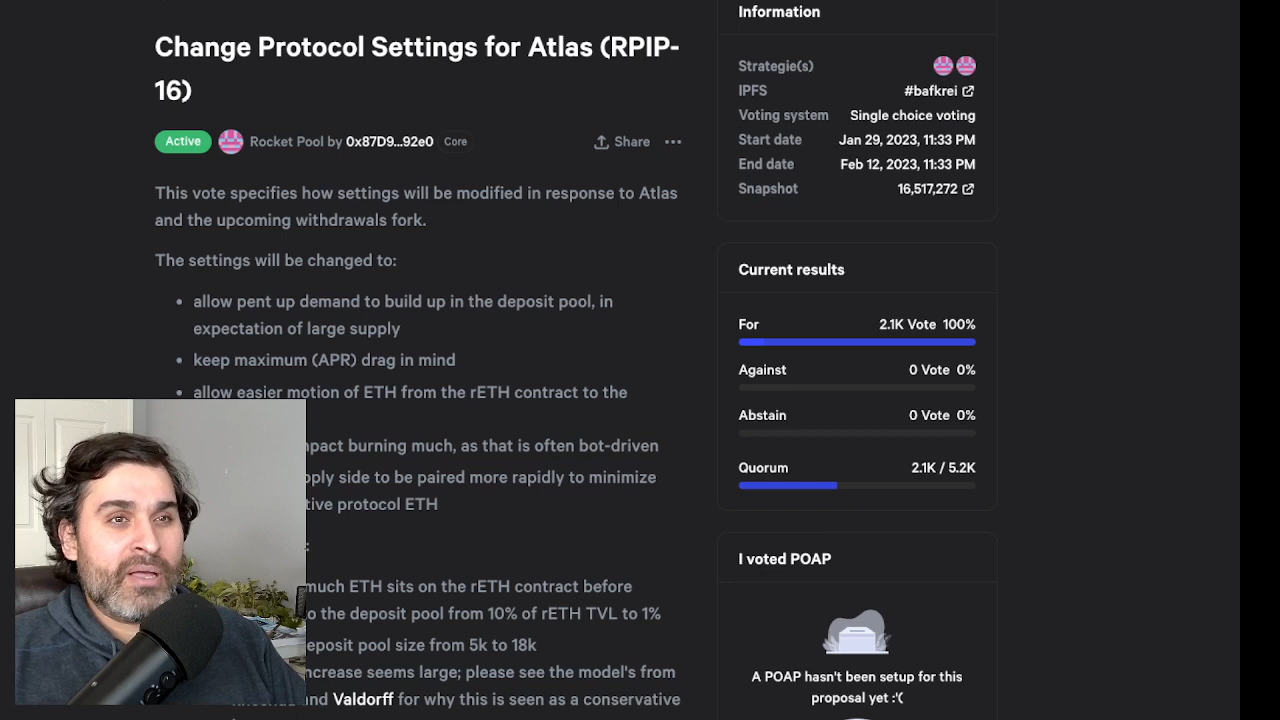 Change Protocol Settings for Atlas (RPIP-
16)
Active Rocket Pool by 0x87D9...92e0 Core Share
This vote specifies how settings will be modified in response to Atlas
and the upcoming withdrawals fork.
The settings will be changed to:
• allow pent up demand to build up in the deposit pool, in
expectation of large supply
• keep maximum (APR) drag in mind
• allow easier motion of ETH from the rETH contract to the
burning much, as that is often bot-driven
side to be paired more rapidly to minimize
protocol ETH
:
much ETH sits on the rETH contract before
the deposit pool from 10% of rETH TVL to 1%
pool size from 5k to 18k
seems large; please see the model's from
Valdorff for why this is seen as a conservative
Information
Strategie(s)
IPFS #bafkrei
Voting system Single choice voting
Start date Jan 29, 2023, 11:33 PM
End date Feb 12, 2023, 11:33 PM
Snapshot 16,517,272
Current results
For 2.1K Vote 100%
Against 0 Vote 0%
Abstain 0 Vote 0%
Quorum 2.1K / 5.2K
I voted POAP
A POAP hasn't been setup for this
proposal yet :'(